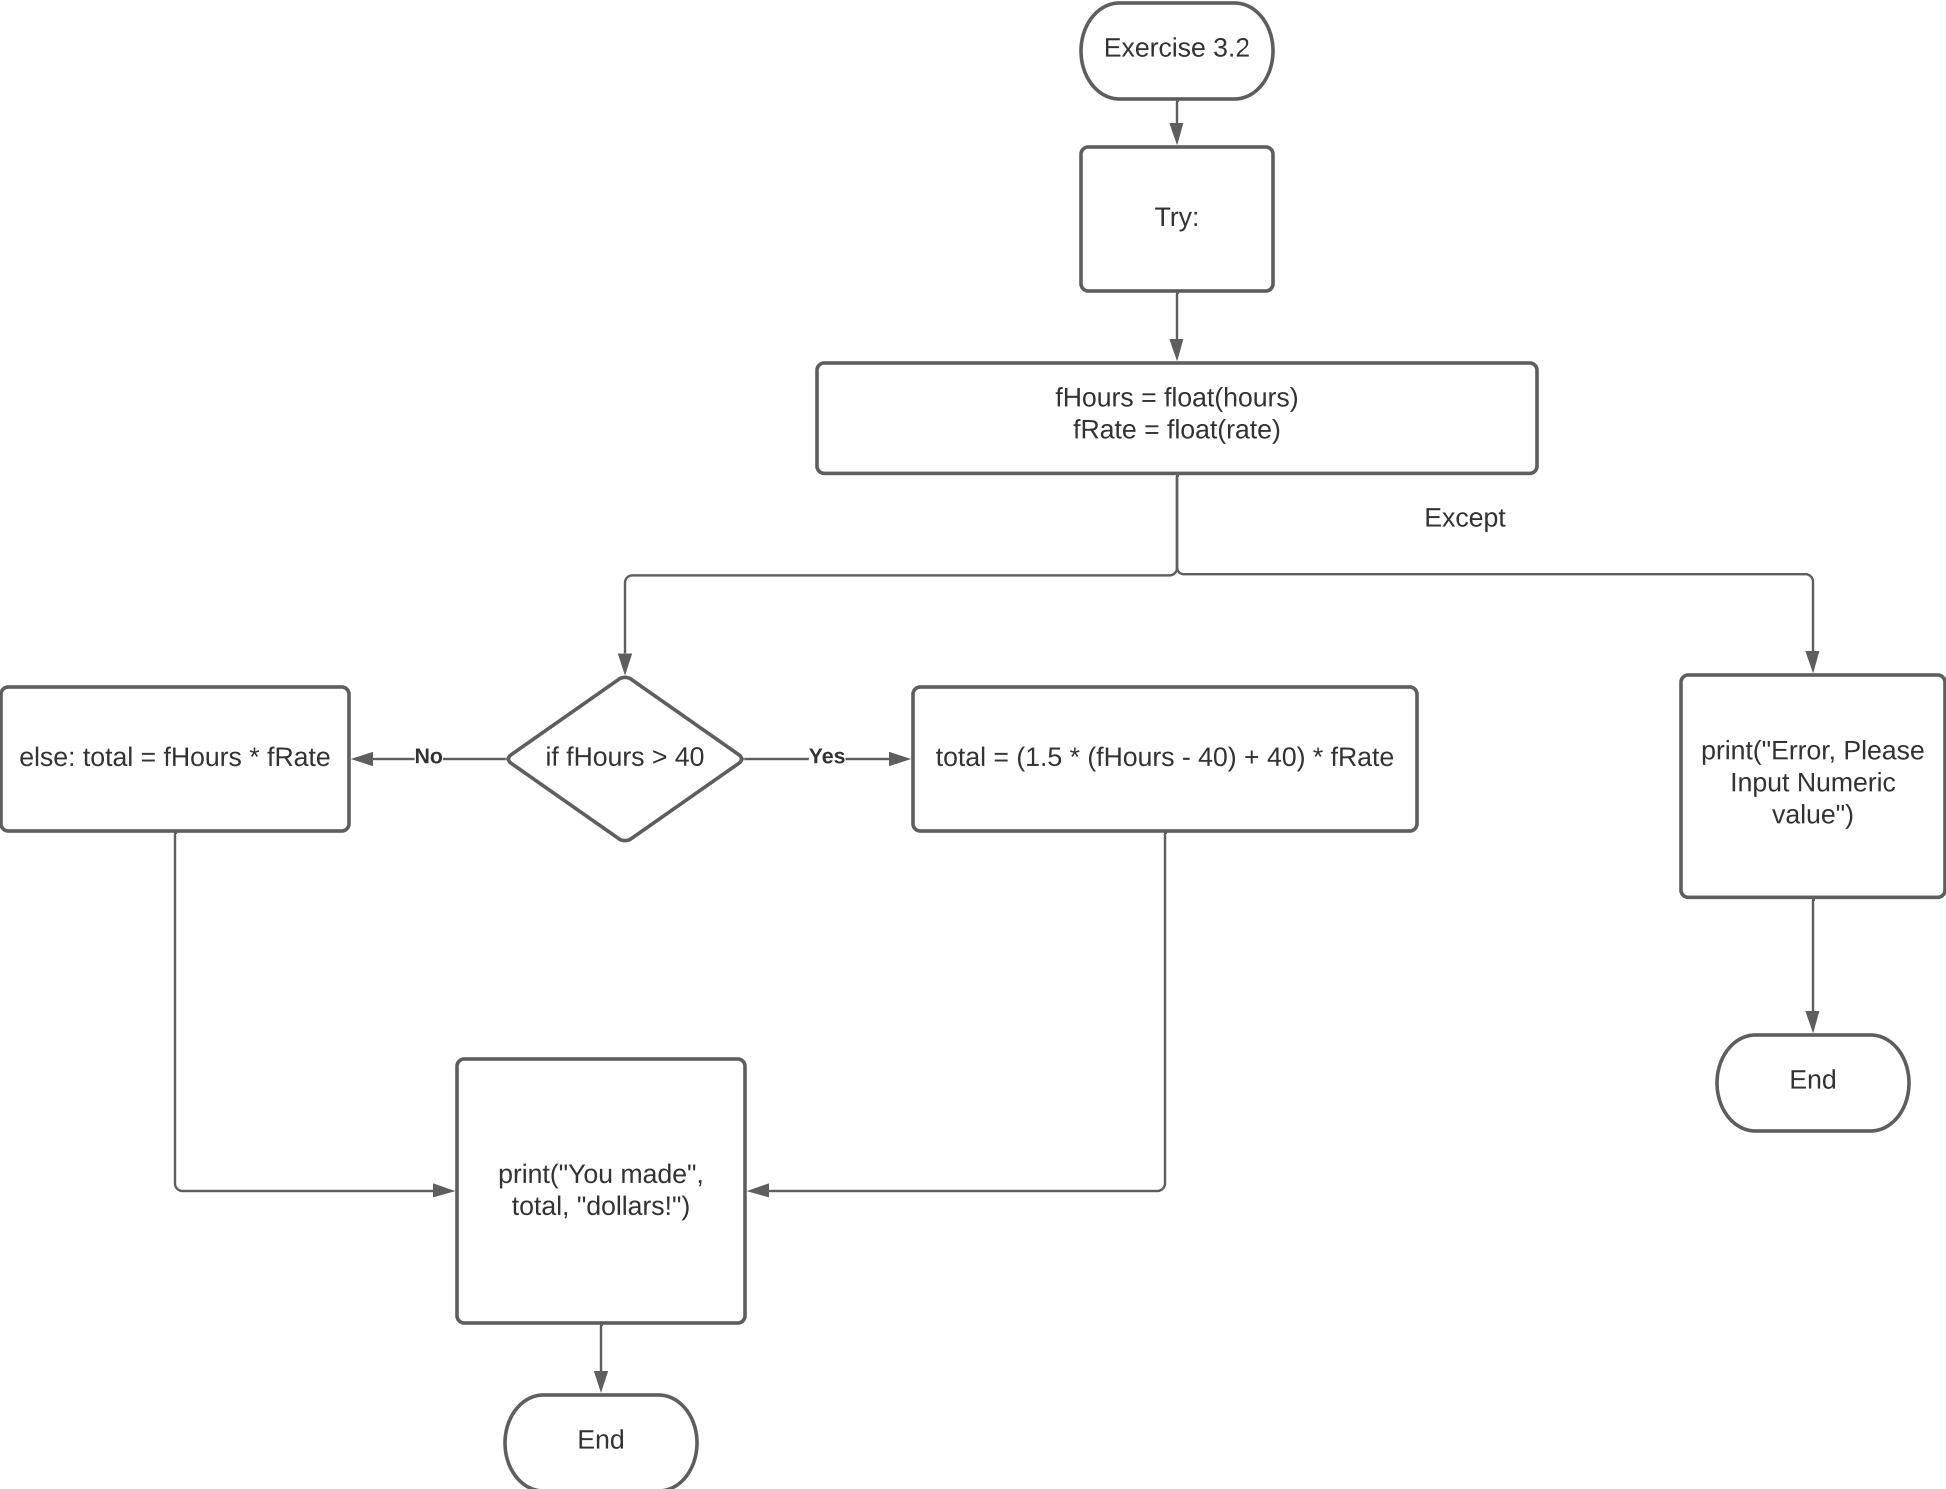 Exercise 3.2
Try:
fHours = float(hours)
fRate = float(rate)
Except
else: total = fHours * fRate
No
if fHours > 40
Yes
total = (1.5 * (fHours - 40) + 40) * fRate
print("Error, Please
Input Numeric
value")
End
print("You made",
total, "dollars!")
End